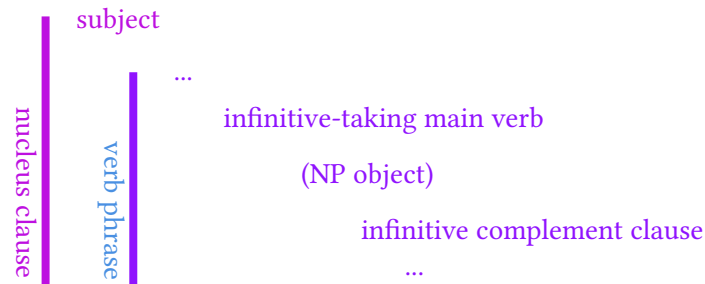 subject
...
infinitive-taking main verb
(NP object)
infinitive complement clause
...
nucleus clause
verb phrase